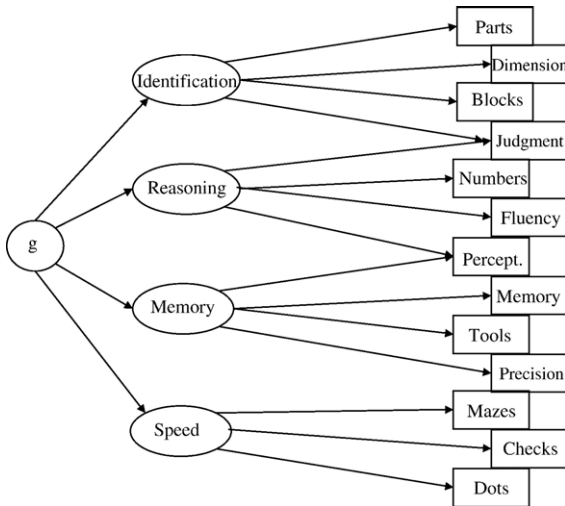 Parts
Dimension
Identification
Blocks
Judgment
Reasoning
Numbers
Fluency
g
Percept.
Memory
Memory
Tools
Precision
Mazes
Speed
Checks
Dots